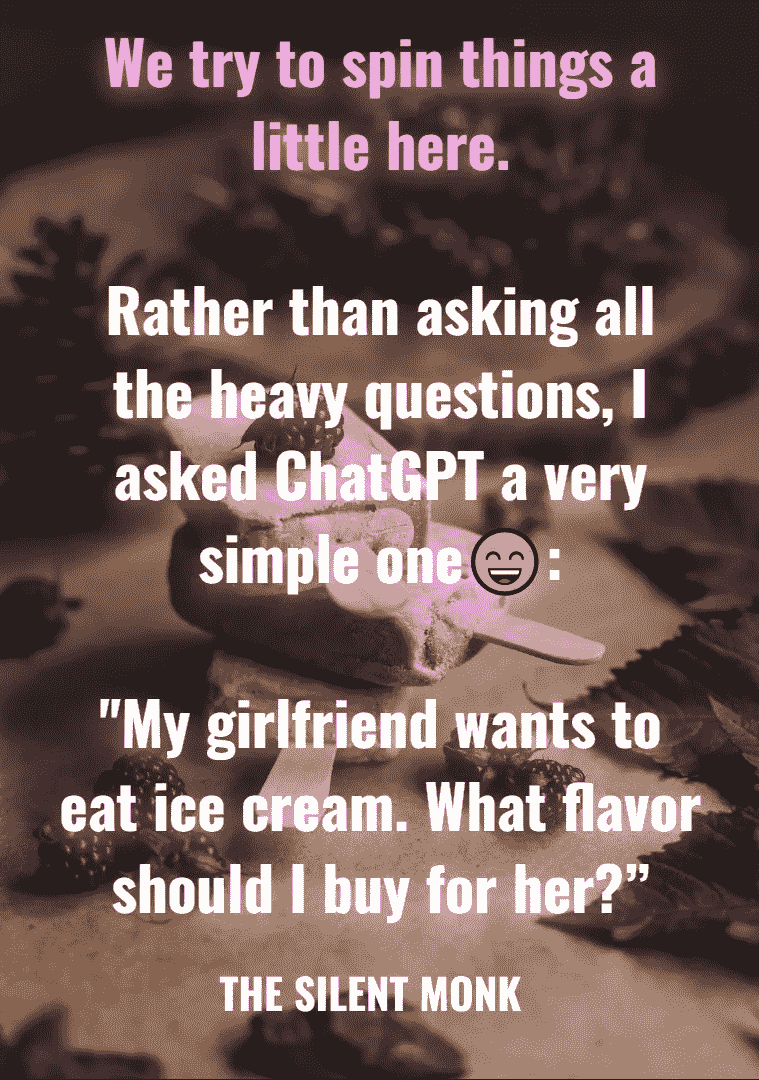 We try to spin things a
little here.
Rather than asking all
the heavy questions, I
asked ChatGPT a very
simple one😄:
"My girlfriend wants to
eat ice cream. What flavor
should I buy for her?”
THE SILENT MONK